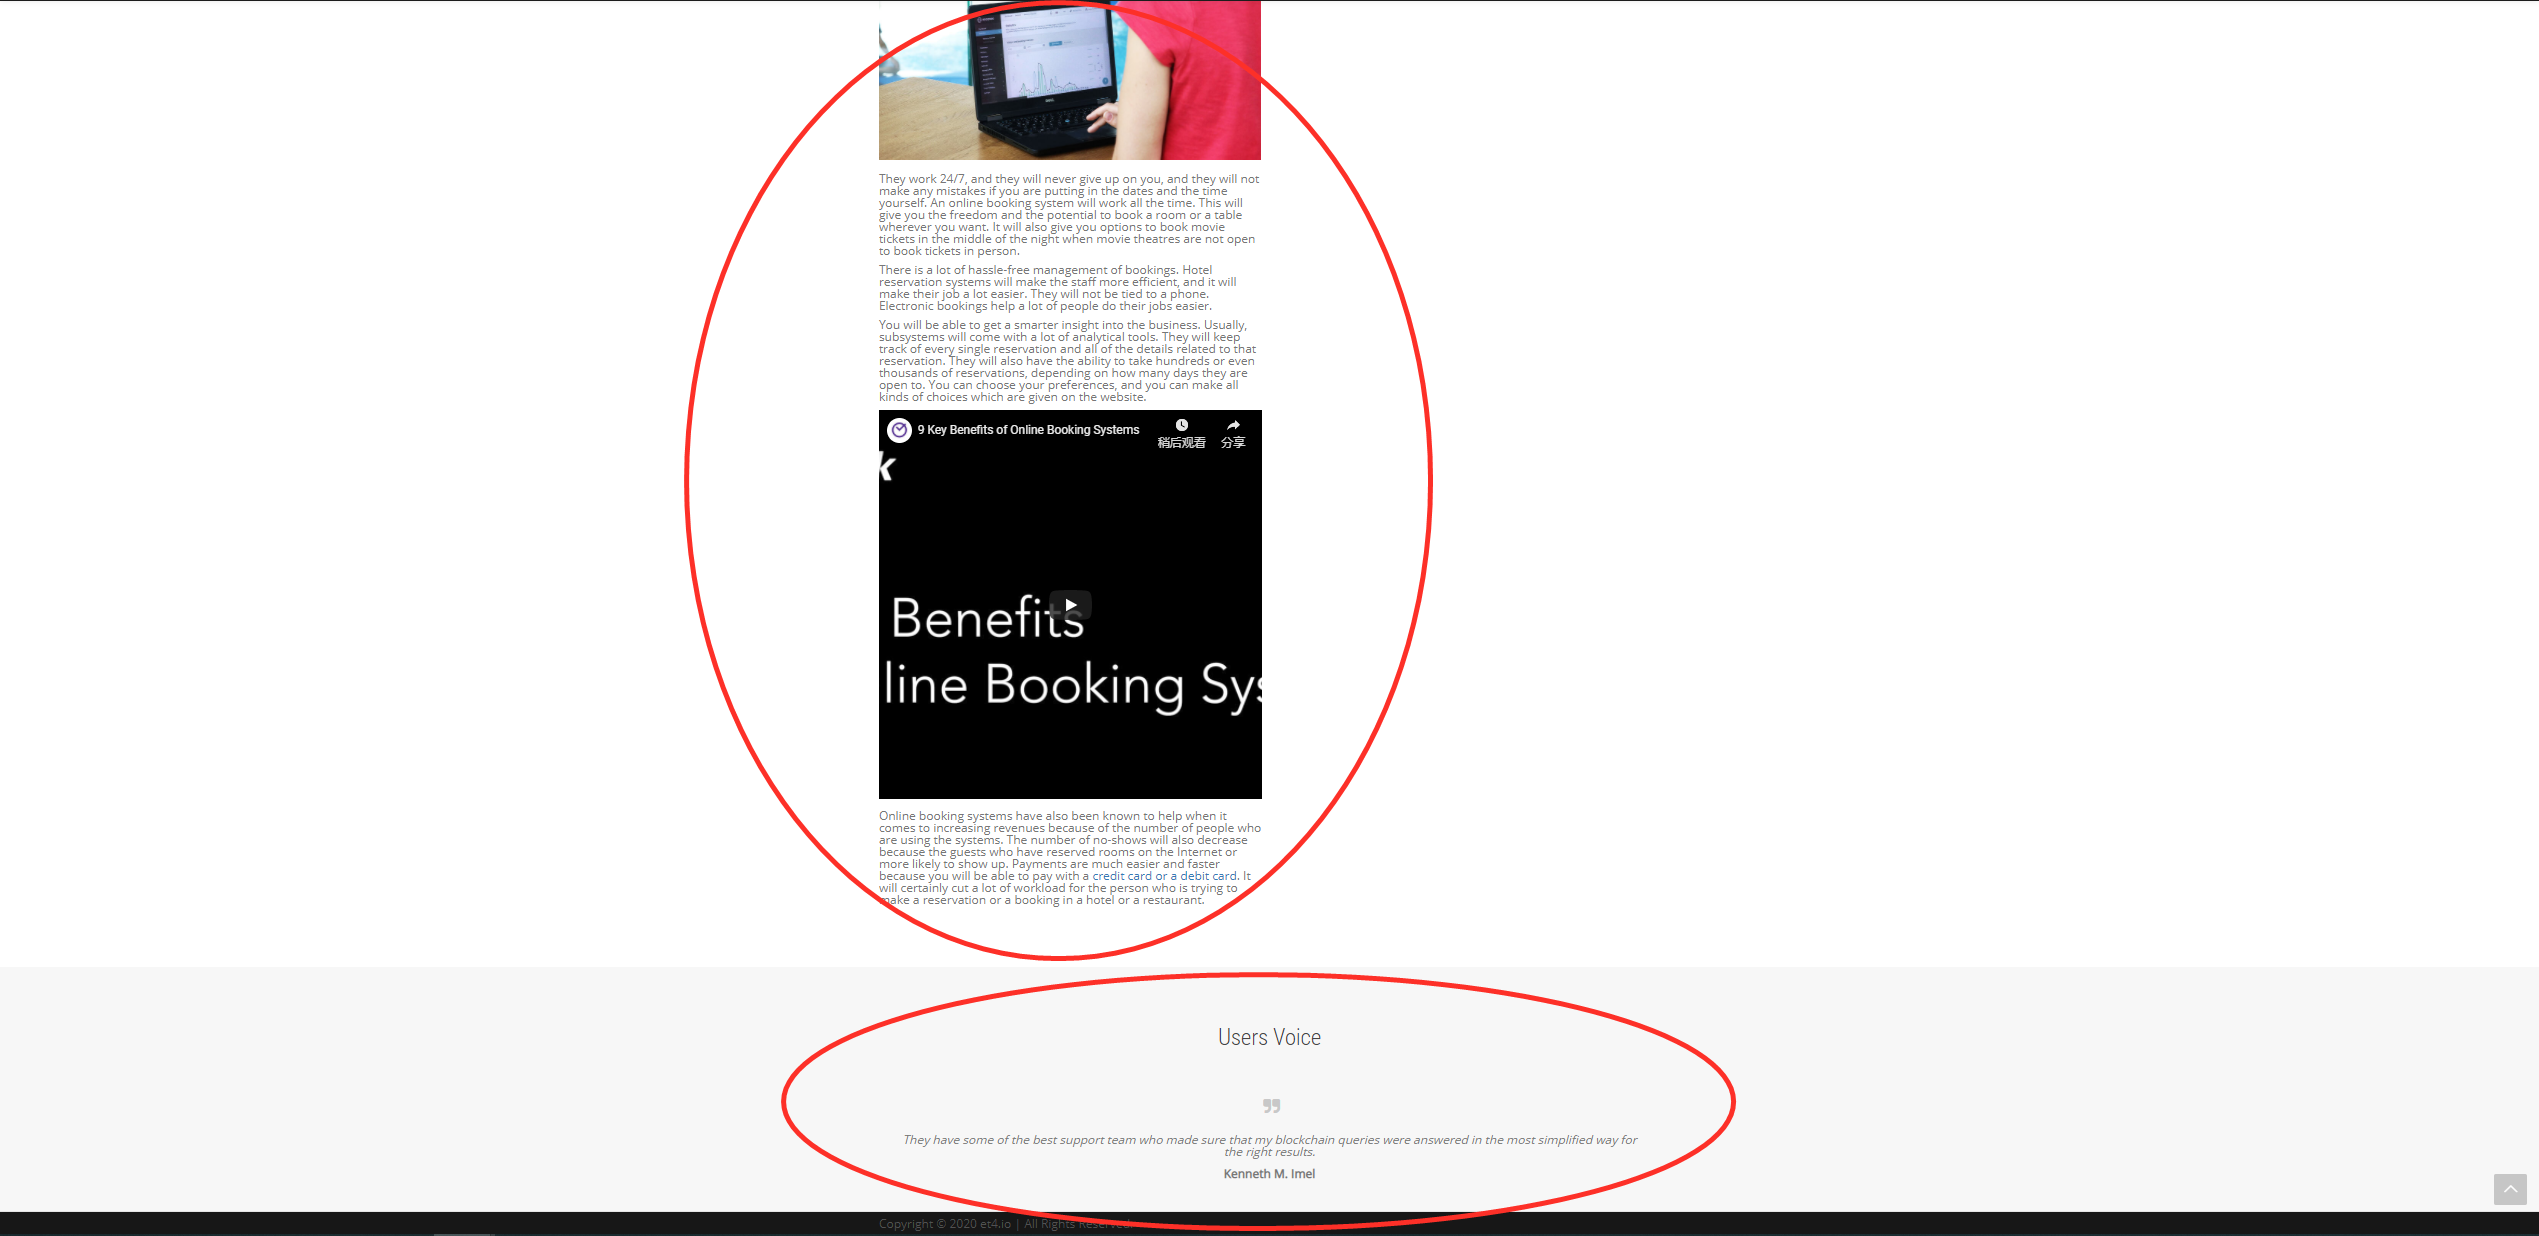 They work 24/7, and they will never give up on you, and they will not
make any mistakes if you are putting in the dates and the time
yourself. An online booking system will work all the time. This will
give you the freedom and the potential to book a room or a table
wherever you want. It will also give you options to book movie
tickets in the middle of the night when movie theatres are not open
to book tickets in person.
There is a lot of hassle-free management of bookings. Hotel
reservation systems will make the staff more efficient, and it will
make their job a lot easier. They will not be tied to a phone.
Electronic bookings help a lot of people do their jobs easier.
You will be able to get a smarter insight into the business. Usually,
subsystems will come with a lot of analytical tools. They will keep
track of every single reservation and all of the details related to that
reservation. They will also have the ability to take hundreds or even
thousands of reservations, depending on how many days they are
open to. You can choose your preferences, and you can make all
kinds of choices which are given on the website.
9 Key Benefits of Online Booking Systems
稍后观看 分享
k
Benefits
line Booking Sys
Online booking systems have also been known to help when it
comes to increasing revenues because of the number of people who
are using the systems. The number of no-shows will also decrease
because the guests who have reserved rooms on the Internet or
more likely to show up. Payments are much easier and faster
because you will be able to pay with a credit card or a debit card. It
will certainly cut a lot of workload for the person who is trying to
make a reservation or a booking in a hotel or a restaurant.
Users Voice
They have some of the best support team who made sure that my blockchain queries were answered in the most simplified way for
the right results.
Kenneth M. Imel
Copyright © 2020 et4.io | All Rights Reserved.